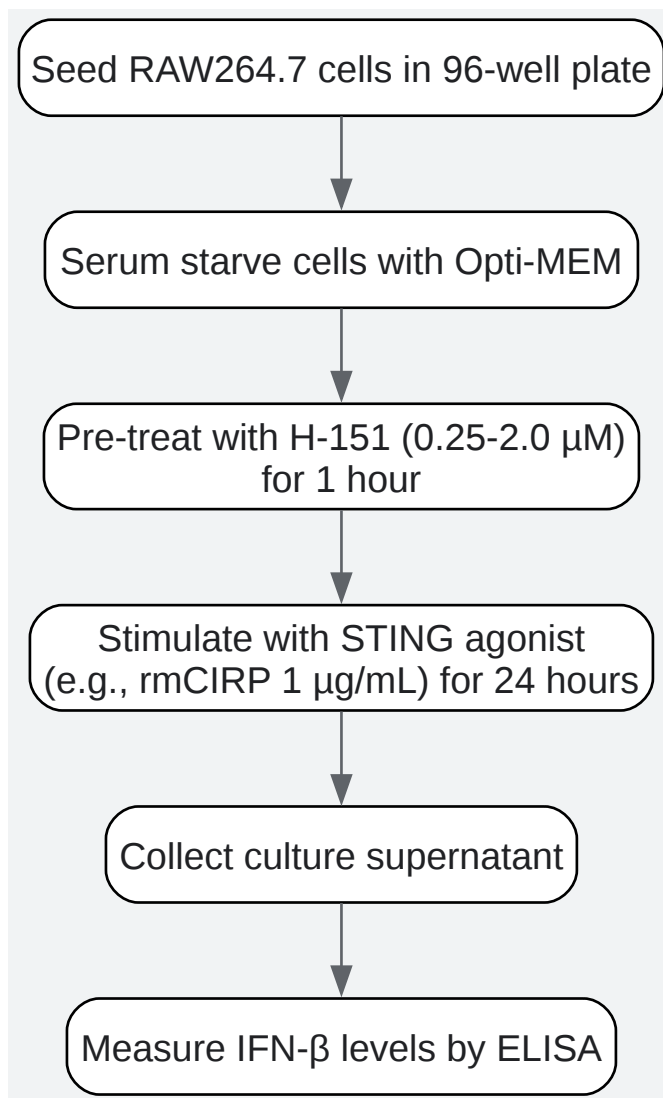 Seed RAW264.7 cells in 96-well plate
Serum starve cells with Opti-MEM
Pre-treat with H-151 (0.25-2.0 µM)
for 1 hour
Stimulate with STING agonist
(e.g., rmCIRP 1 µg/mL) for 24 hours
Collect culture supernatant
Measure IFN-β levels by ELISA